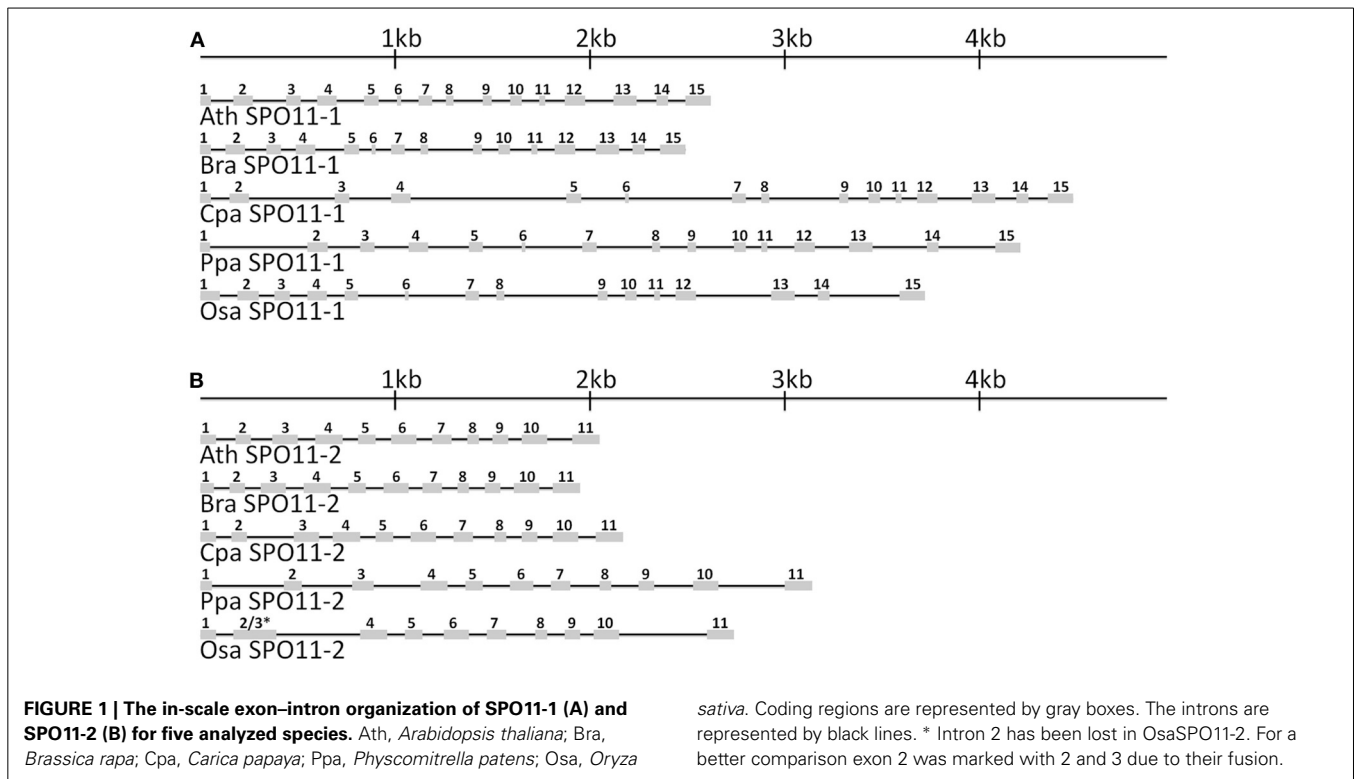 A
1kb 2kb 3kb 4kb
1 2 3 4 5 6 7 8 9 10 11 12 13 14 15
Ath SPO11-1
1 2 3 4 5 6 7 8 9 10 11 12 13 14 15
Bra SPO11-1
1 2 3 4 5 6 7 8 9 10 11 12 13 14 15
Cpa SPO11-1
1 2 3 4 5 6 7 8 9 10 11 12 13 14 15
Ppa SPO11-1
1 2 3 4 5 6 7 8 9 10 11 12 13 14 15
Osa SPO11-1
B
1kb 2kb 3kb 4kb
1 2 3 4 5 6 7 8 9 10 11
Ath SPO11-2
1 2 3 4 5 6 7 8 9 10 11
Bra SPO11-2
1 2 3 4 5 6 7 8 9 10 11
Cpa SPO11-2
1 2 3 4 5 6 7 8 9 10 11
Ppa SPO11-2
1 2/3* 4 5 6 7 8 9 10 11
Osa SPO11-2
FIGURE 1 | The in-scale exon–intron organization of SPO11-1 (A) and
SPO11-2 (B) for five analyzed species. Ath, Arabidopsis thaliana; Bra,
Brassica rapa; Cpa, Carica papaya; Ppa, Physcomitrella patens; Osa, Oryza
sativa. Coding regions are represented by gray boxes. The introns are
represented by black lines. * Intron 2 has been lost in OsaSPO11-2. For a
better comparison exon 2 was marked with 2 and 3 due to their fusion.